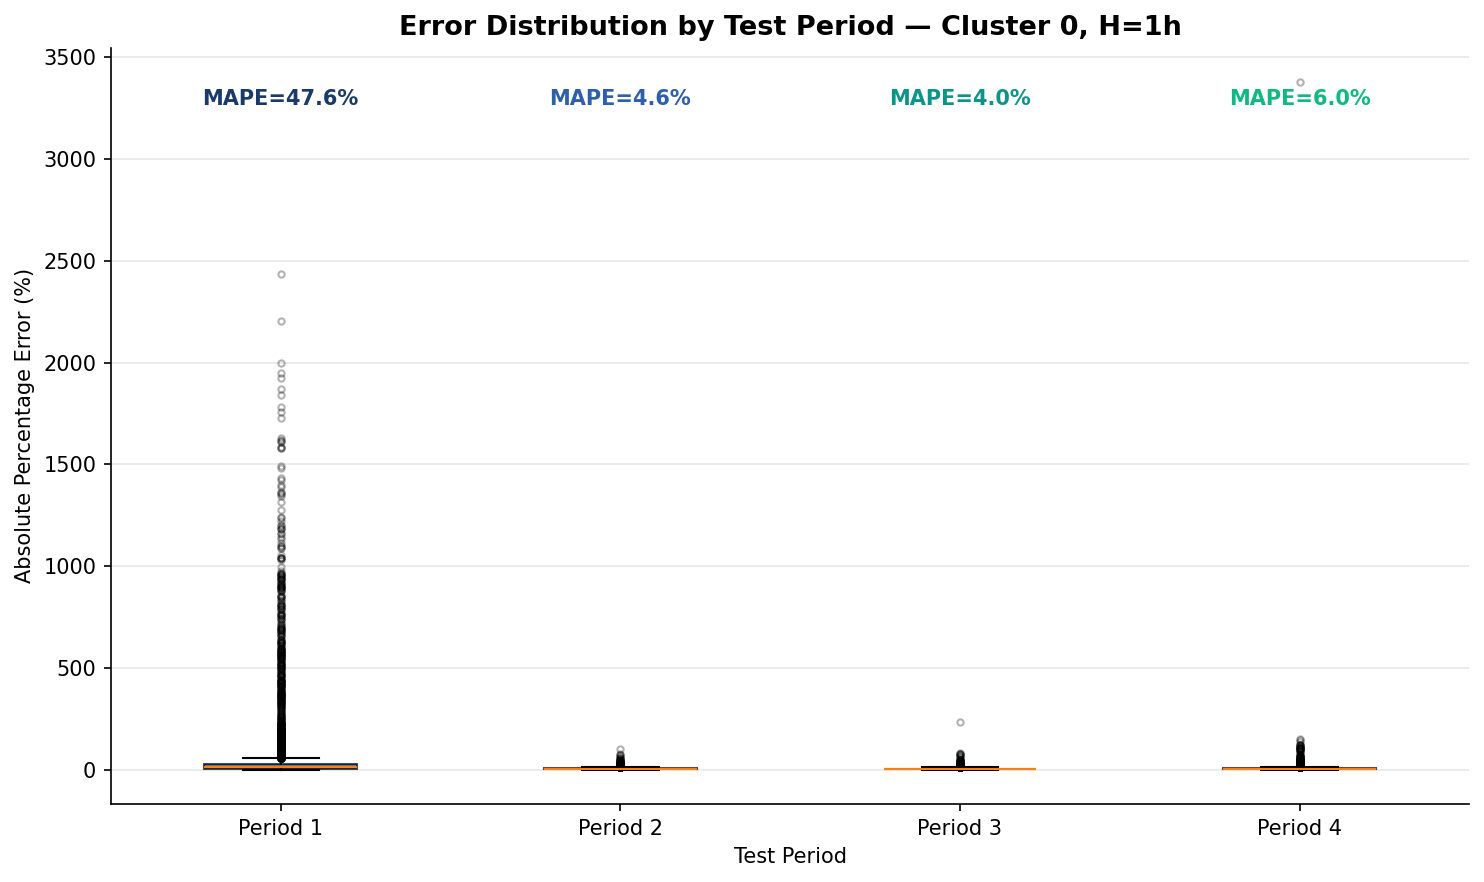 Error Distribution by Test Period — Cluster 0, H=1h
3500
MAPE=47.6%
MAPE=4.6%
MAPE=4.0%
MAPE=6.0%
3000
2500
2000
1500
1000
500
0
Absolute Percentage Error (%)
Period 1
Period 2
Period 3
Period 4
Test Period